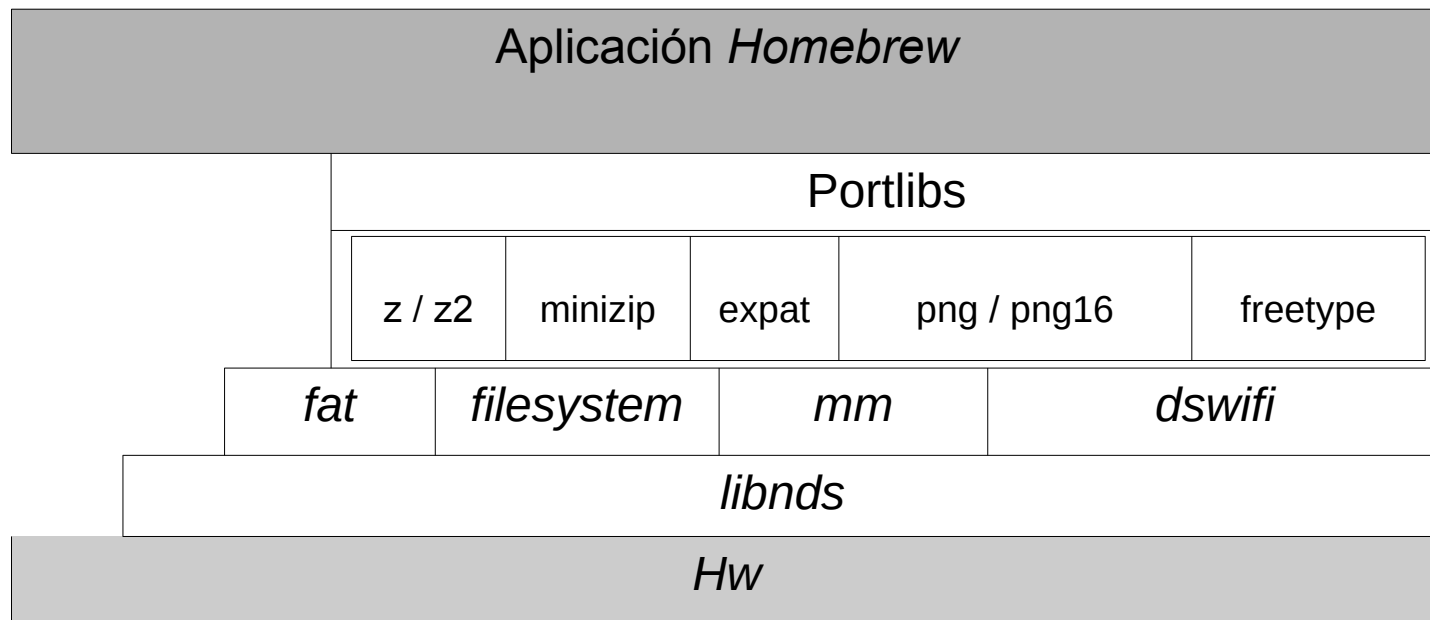 Aplicación Homebrew
Portlibs
z / z2 minizip expat png / png16 freetype
fat filesystem mm dswifi
libnds
Hw